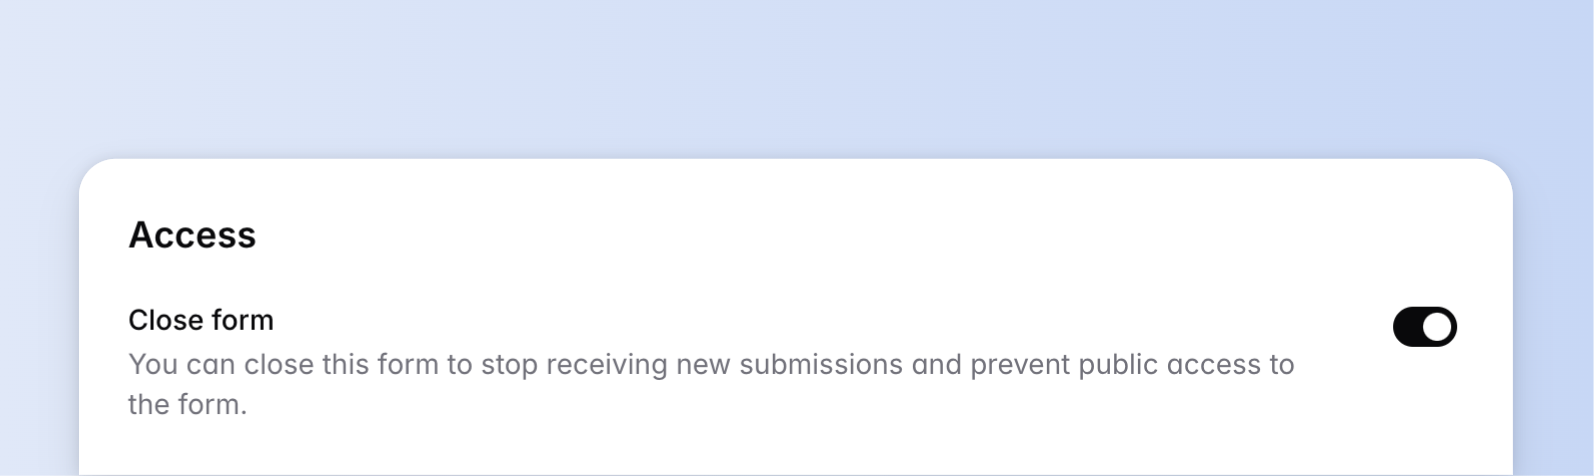 Access
Close form
You can close this form to stop receiving new submissions and prevent public access to
the form.